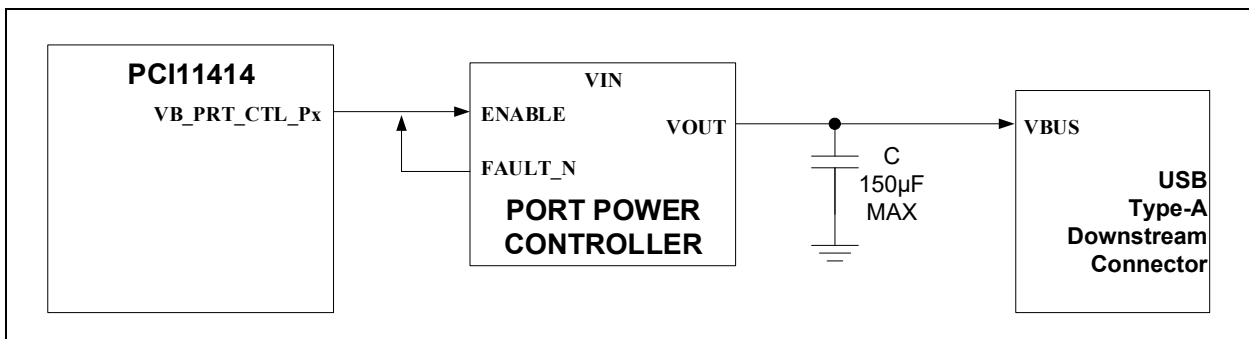 PCI11414
VB_PRT_CTL_Px
VIN
ENABLE
VOUT
FAULT_N
PORT POWER
CONTROLLER
C
150µF
MAX
VBUS
USB
Type-A
Downstream
Connector